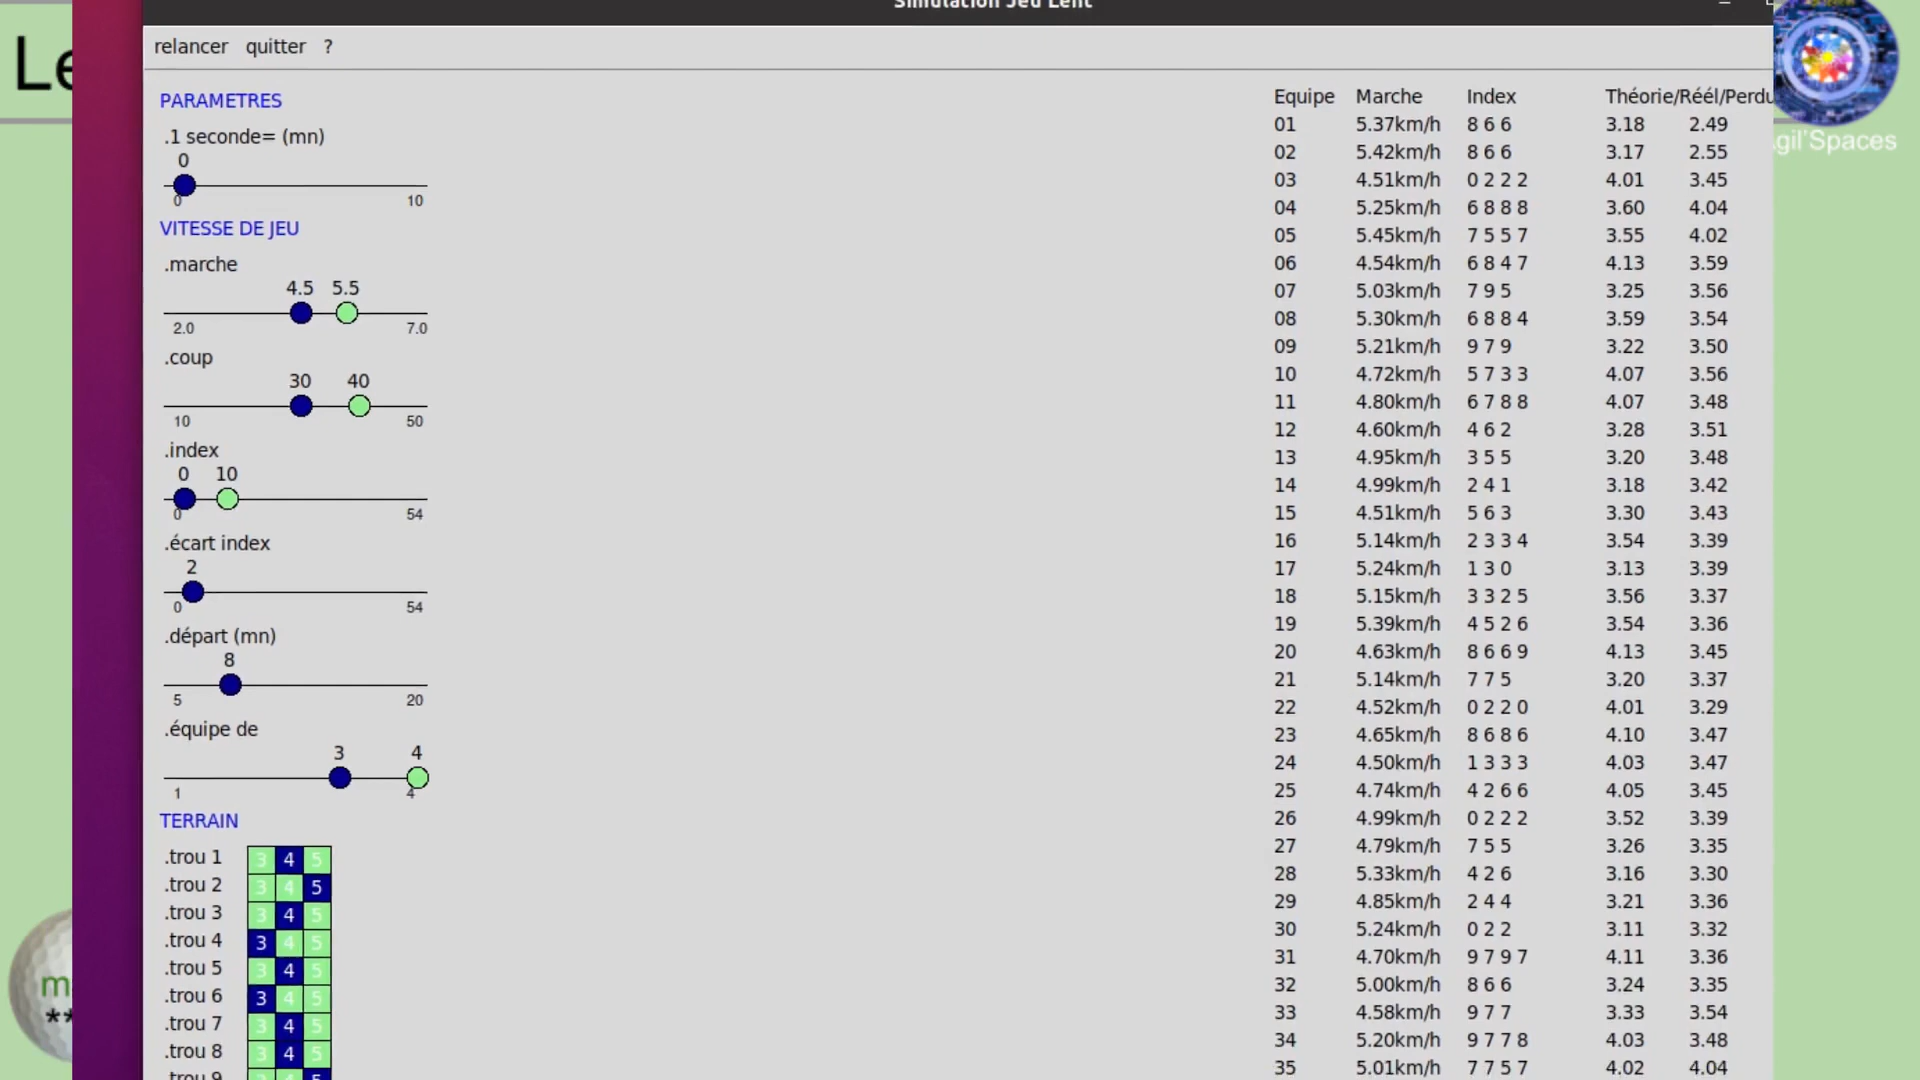 Simulation Jeu Lent
relancer quitter ?
PARAMETRES
.1 seconde= (mn)
0
0 10
VITESSE DE JEU
.marche
4.5 5.5
2.0 7.0
.coup
30 40
10 50
.index
0 10
0 54
.écart index
2
0 54
.départ (mn)
8
5 20
.équipe de
3 4
1 4
TERRAIN
.trou 1 3 4 5
.trou 2 3 4 5
.trou 3 3 4 5
.trou 4 3 4 5
.trou 5 3 4 5
.trou 6 3 4 5
.trou 7 3 4 5
.trou 8 3 4 5
.trou 9 3 4 5
Equipe Marche Index Théorie/Réél/Perdu
01 5.37km/h 8 6 6 3.18 2.49
02 5.42km/h 8 6 6 3.17 2.55
03 4.51km/h 0 2 2 2 4.01 3.45
04 5.25km/h 6 8 8 8 3.60 4.04
05 5.45km/h 7 5 5 7 3.55 4.02
06 4.54km/h 6 8 4 7 4.13 3.59
07 5.03km/h 7 9 5 3.25 3.56
08 5.30km/h 6 8 8 4 3.59 3.54
09 5.21km/h 9 7 9 3.22 3.50
10 4.72km/h 5 7 3 3 4.07 3.56
11 4.80km/h 6 7 8 8 4.07 3.48
12 4.60km/h 4 6 2 3.28 3.51
13 4.95km/h 3 5 5 3.20 3.48
14 4.99km/h 2 4 1 3.18 3.42
15 4.51km/h 5 6 3 3.30 3.43
16 5.14km/h 2 3 3 4 3.54 3.39
17 5.24km/h 1 3 0 3.13 3.39
18 5.15km/h 3 3 2 5 3.56 3.37
19 5.39km/h 4 5 2 6 3.54 3.36
20 4.63km/h 8 6 6 9 4.13 3.45
21 5.14km/h 7 7 5 3.20 3.37
22 4.52km/h 0 2 2 0 4.01 3.29
23 4.65km/h 8 6 8 6 4.10 3.47
24 4.50km/h 1 3 3 3 4.03 3.47
25 4.74km/h 4 2 6 6 4.05 3.45
26 4.99km/h 0 2 2 2 3.52 3.39
27 4.79km/h 7 5 5 3.26 3.35
28 5.33km/h 4 2 6 3.16 3.30
29 4.85km/h 2 4 4 3.21 3.36
30 5.24km/h 0 2 2 3.11 3.32
31 4.70km/h 9 7 9 7 4.11 3.36
32 5.00km/h 8 6 6 3.24 3.35
33 4.58km/h 9 7 7 3.33 3.54
34 5.20km/h 9 7 7 8 4.03 3.48
35 5.01km/h 7 7 5 7 4.02 4.04
Le
gil'Spaces
m
**